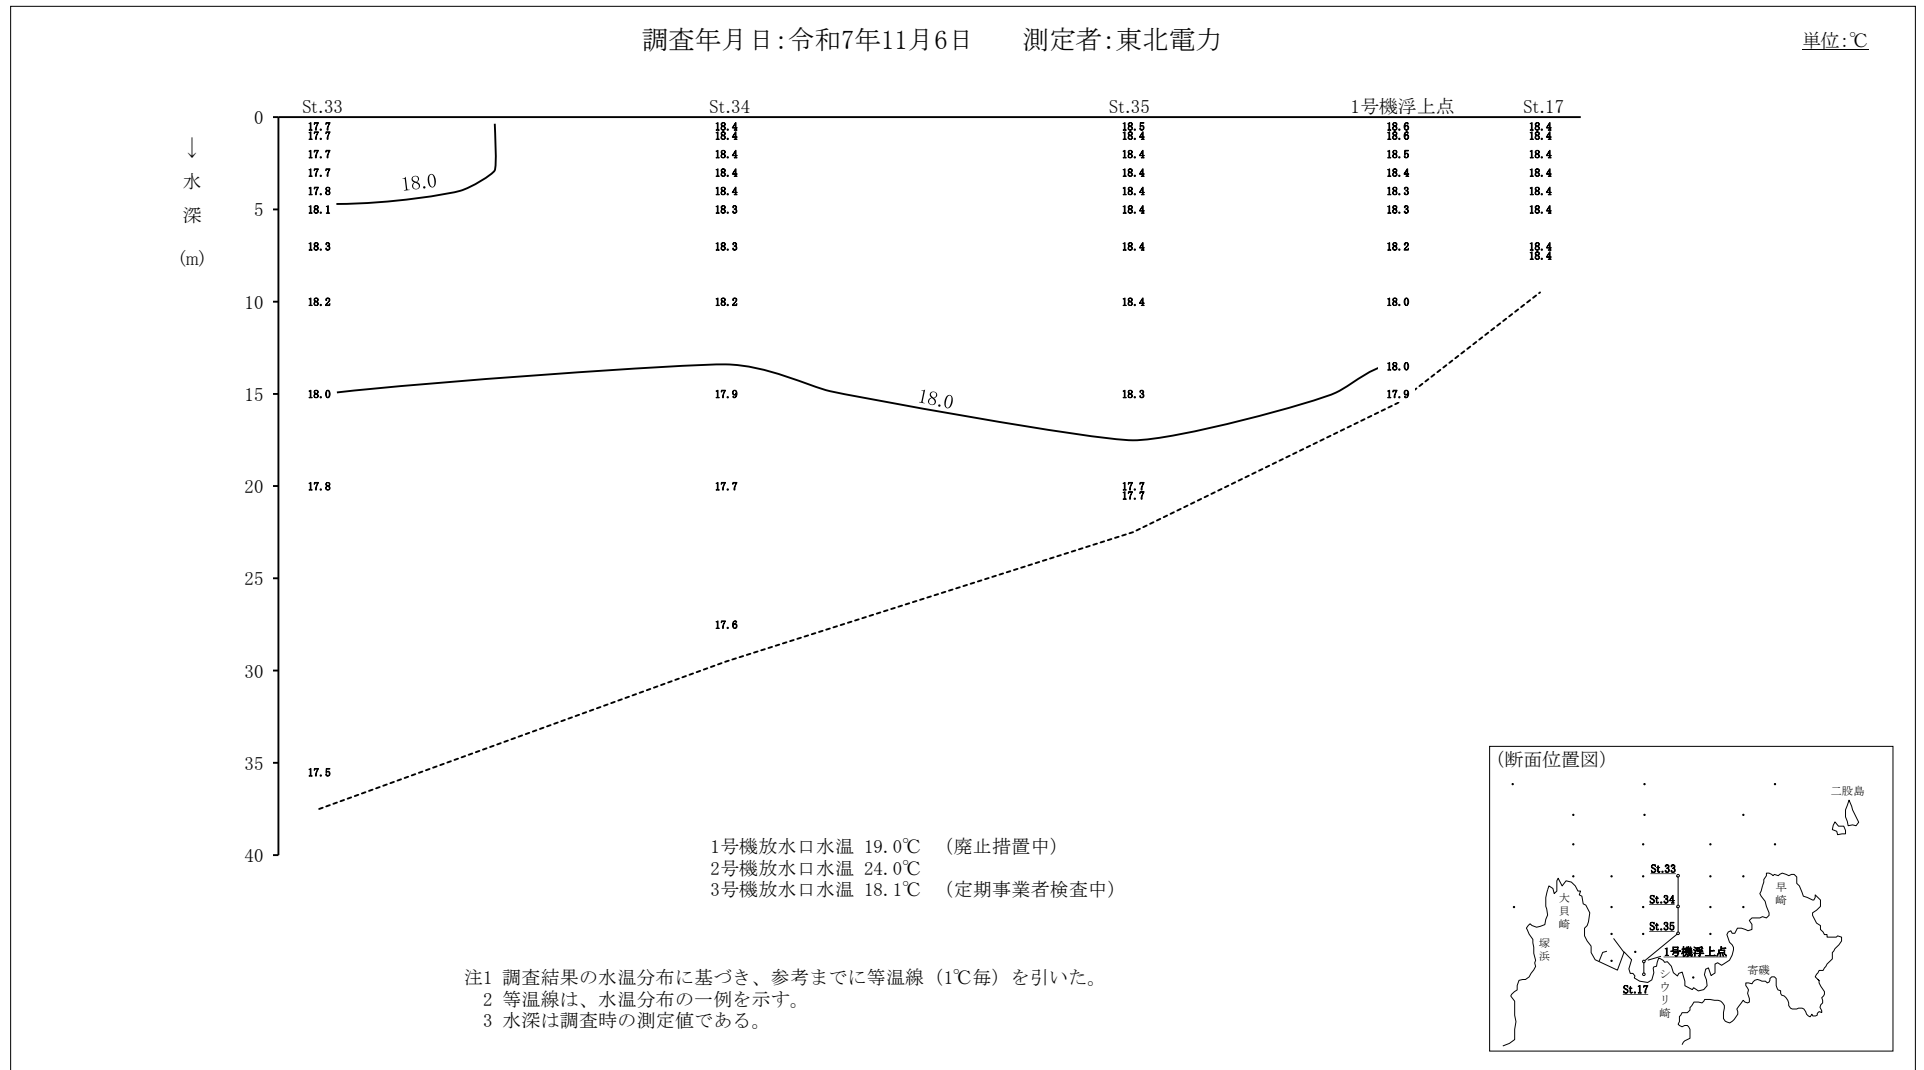 調査年月日:令和7年11月6日 測定者:東北電力
単位:℃
St.33 St.34 St.35 1号機浮上点 St.17
0
17.7 18.4 18.5 18.6 18.4
17.7 18.4 18.4 18.6 18.4
↓
17.7 18.4 18.4 18.5 18.4
17.7 18.4 18.4 18.4 18.4
水
18.0
17.8 18.4 18.4 18.3 18.4
5
18.1 18.3 18.4 18.3 18.4
深
18.3 18.3 18.4 18.2 18.4
18.4
(m)
10
18.2 18.2 18.4 18.0
18.0
15
18.0 17.9 18.3 17.9
18.0
20
17.8 17.7 17.7
17.7
25
17.6
30
35
17.5
40
1号機放水口水温 19.0℃ (廃止措置中)
2号機放水口水温 24.0℃
3号機放水口水温 18.1℃ (定期事業者検査中)
注1 調査結果の水温分布に基づき、参考までに等温線(1℃毎)を引いた。
2 等温線は、水温分布の一例を示す。
3 水深は調査時の測定値である。
(断面位置図)
二股島
St.33
早崎
大貝崎
St.34
St.35
塚浜
1号機浮上点
寄磯
シウリ崎
St.17